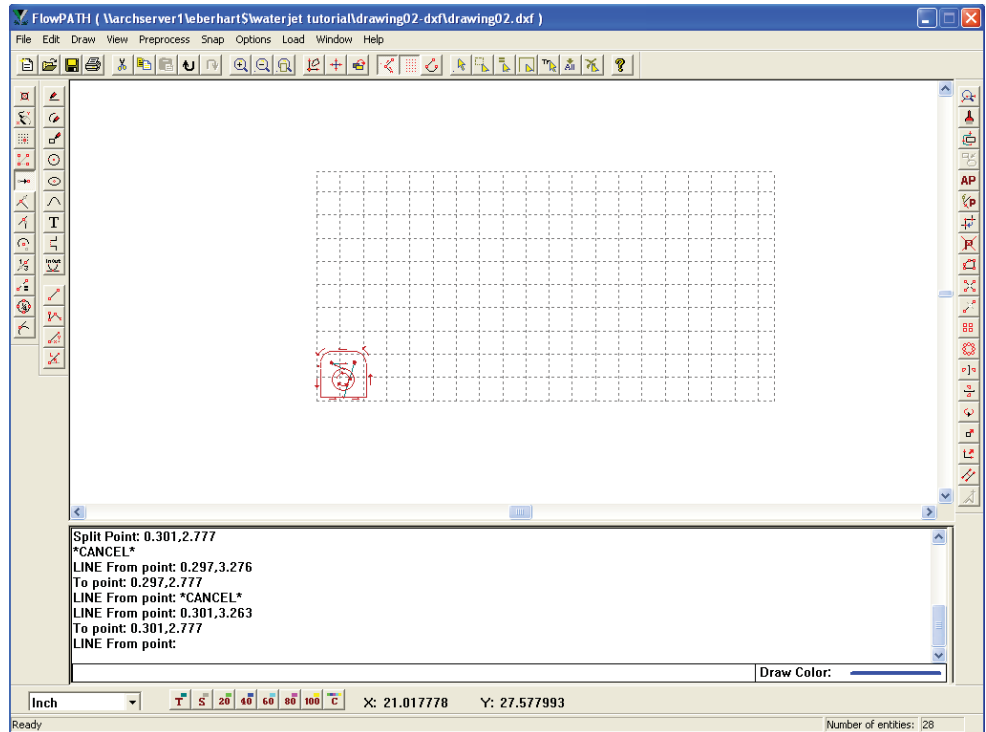 FlowPATH ( \\archserver1\eberhart$\waterjet tutorial\drawing02-dxf\drawing02.dxf )
File Edit Draw View Preprocess Snap Options Load Window Help
All
AP
P
T
P
In Out
Split Point: 0.301,2.777
*CANCEL*
LINE From point: 0.297,3.276
To point: 0.297,2.777
LINE From point: *CANCEL*
LINE From point: 0.301,3.263
To point: 0.301,2.777
LINE From point:
Draw Color:
Inch T S 20 40 60 80 100 C X: 21.017778 Y: 27.577993
Ready Number of entities: 28